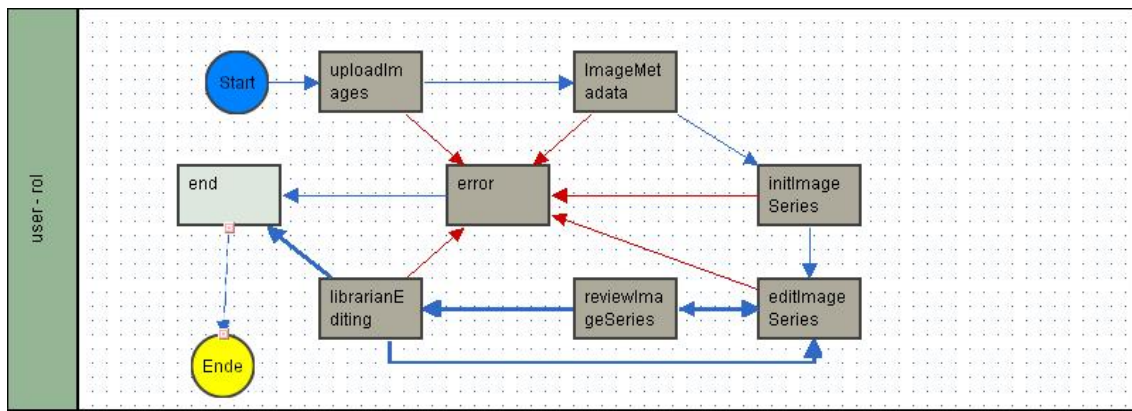 user - rol
Start
uploadIm
ages
ImageMet
adata
end
error
initImage
Series
librarianE
diting
reviewIma
geSeries
editImage
Series
Ende